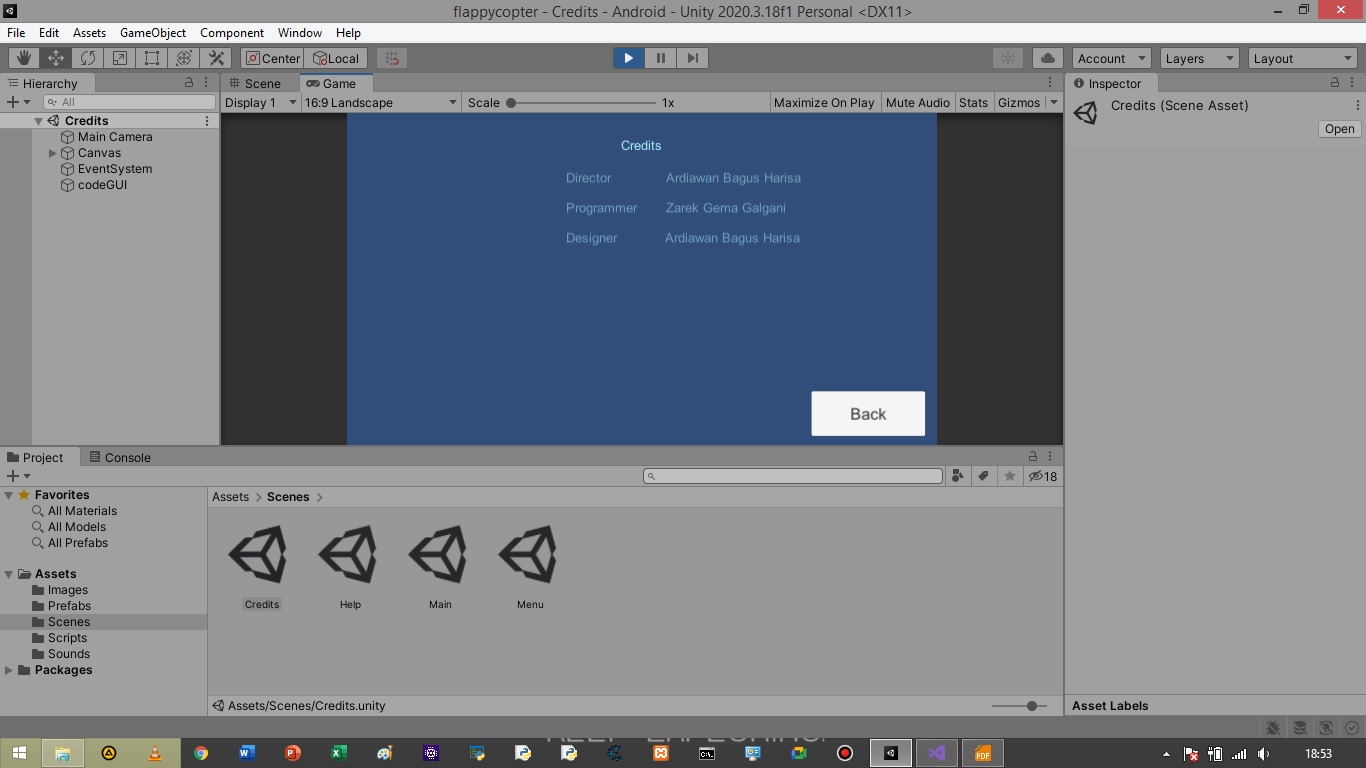 flappycopter - Credits - Android - Unity 2020.3.18f1 Personal <DX11>
File Edit Assets GameObject Component Window Help
Center Local Account Layers Layout
Hierarchy
All
Credits
Main Camera
Canvas
EventSystem
codeGUI
Scene Game
Display 1 16:9 Landscape Scale 1x Maximize On Play Mute Audio Stats Gizmos
Credits
Director Ardiawan Bagus Harisa
Programmer Zarek Gema Galgani
Designer Ardiawan Bagus Harisa
Back
Inspector
Credits (Scene Asset)
Open
Project Console
18
Favorites
All Materials
All Models
All Prefabs
Assets
Images
Prefabs
Scenes
Scripts
Sounds
Packages
Assets > Scenes >
Credits Help Main Menu
Assets/Scenes/Credits.unity
Asset Labels
PDF
18:53